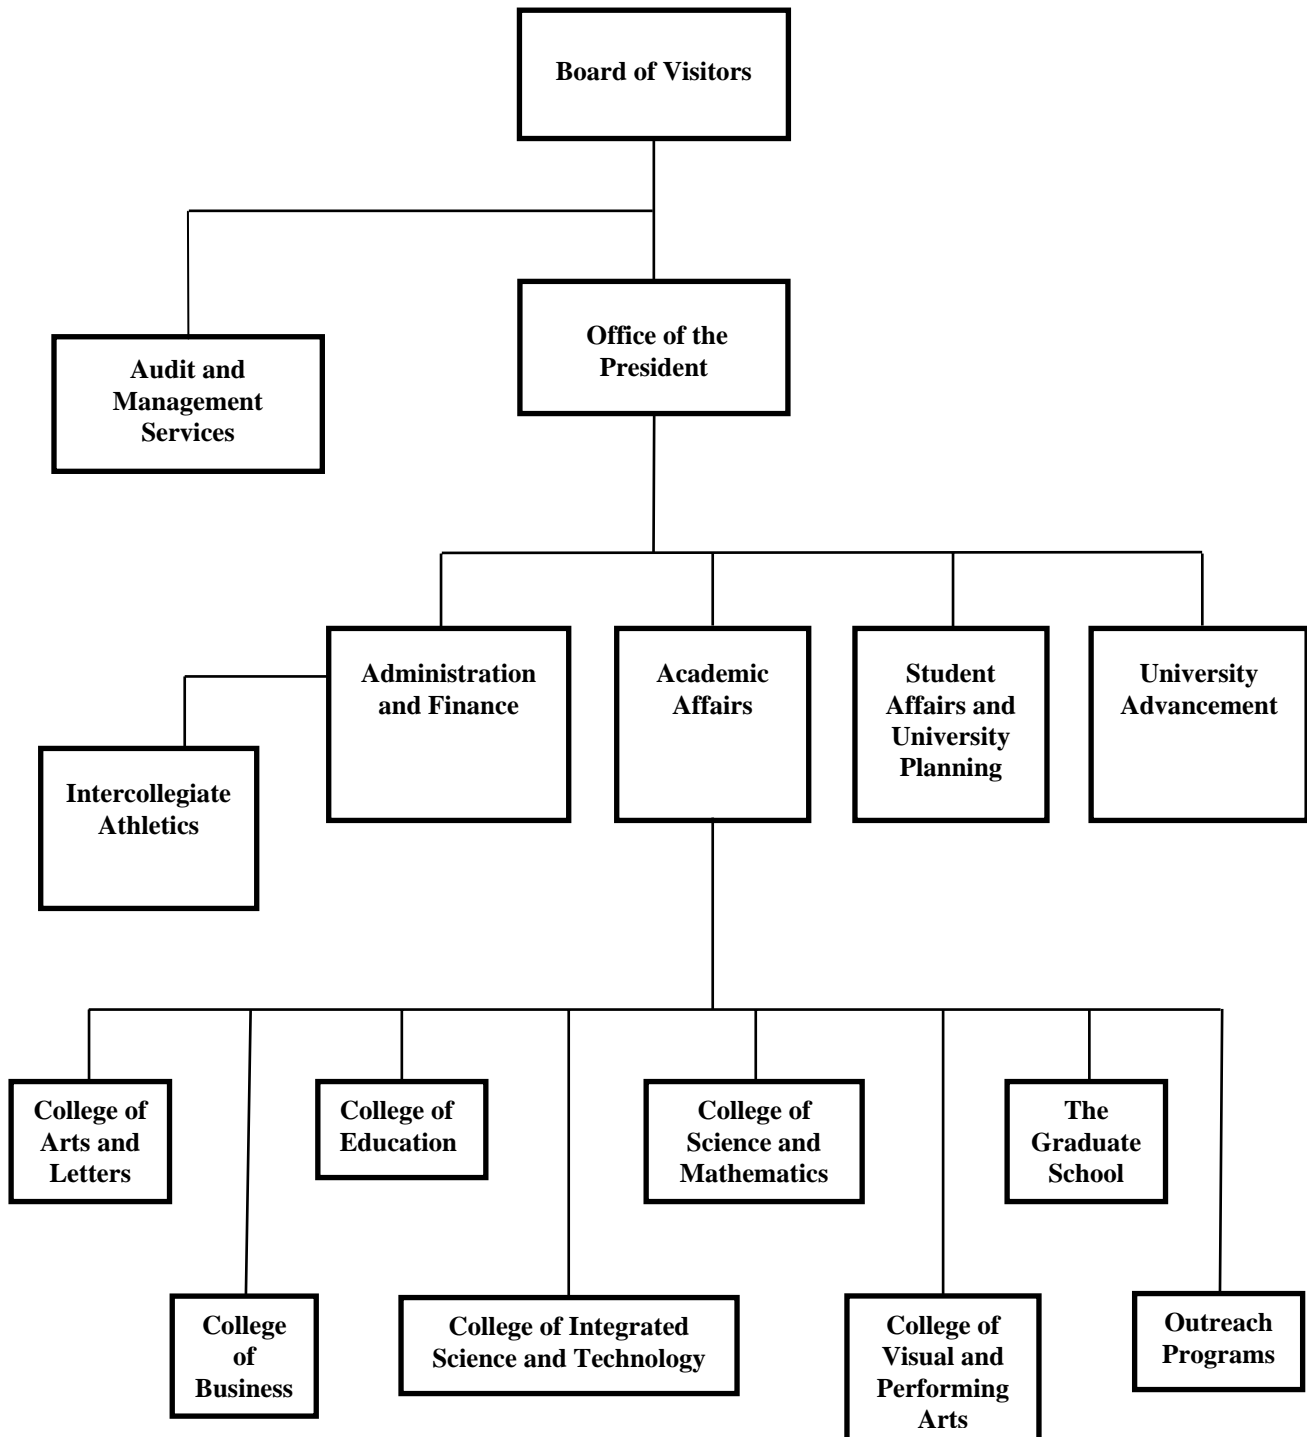 Board of Visitors
Office of the
President
Audit and
Management
Services
Administration
and Finance
Academic
Affairs
Student
Affairs and
University
Planning
University
Advancement
Intercollegiate
Athletics
College of
Arts and
Letters
College of
Education
College of
Science and
Mathematics
The
Graduate
School
College
of
Business
College of Integrated
Science and Technology
College of
Visual and
Performing
Arts
Outreach
Programs